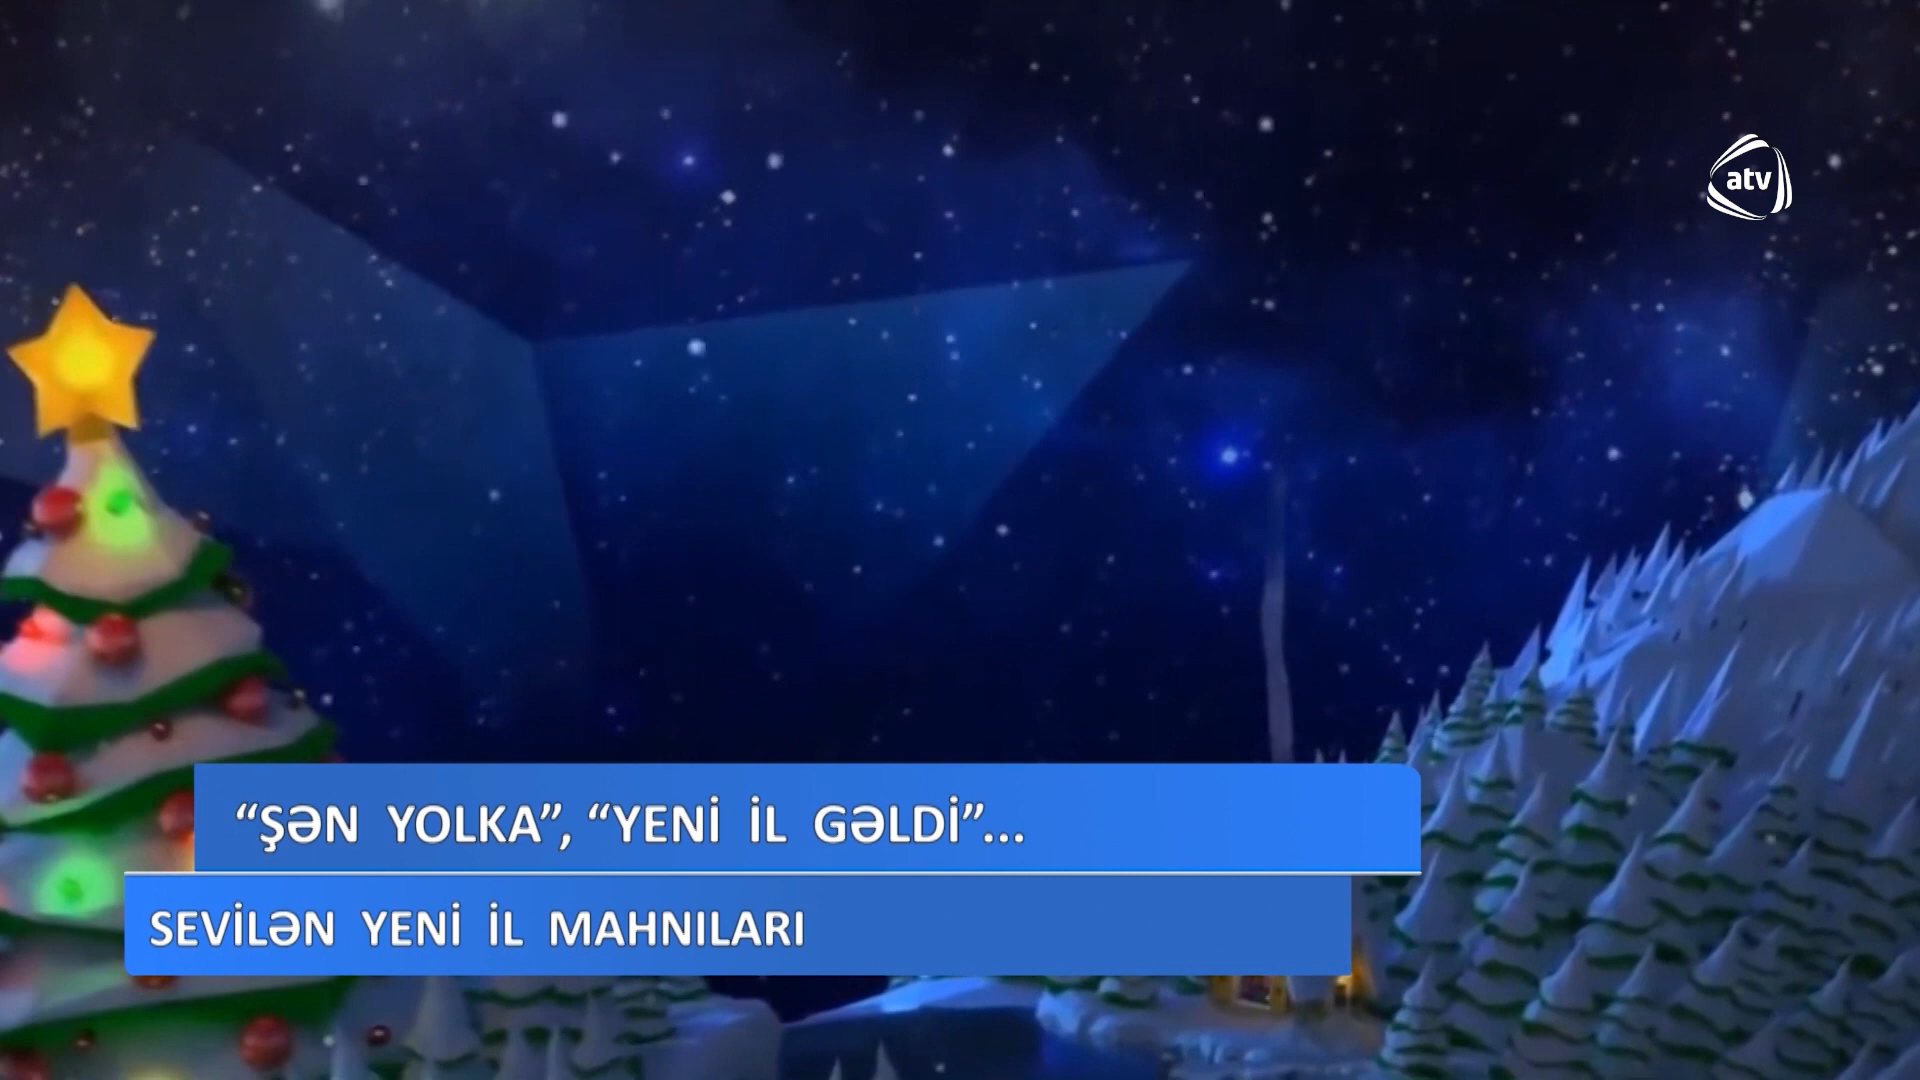 atv
“ŞƏN YOLKA”, “YENİ İL GƏLDİ”...
SEVİLƏN YENİ İL MAHNILARI